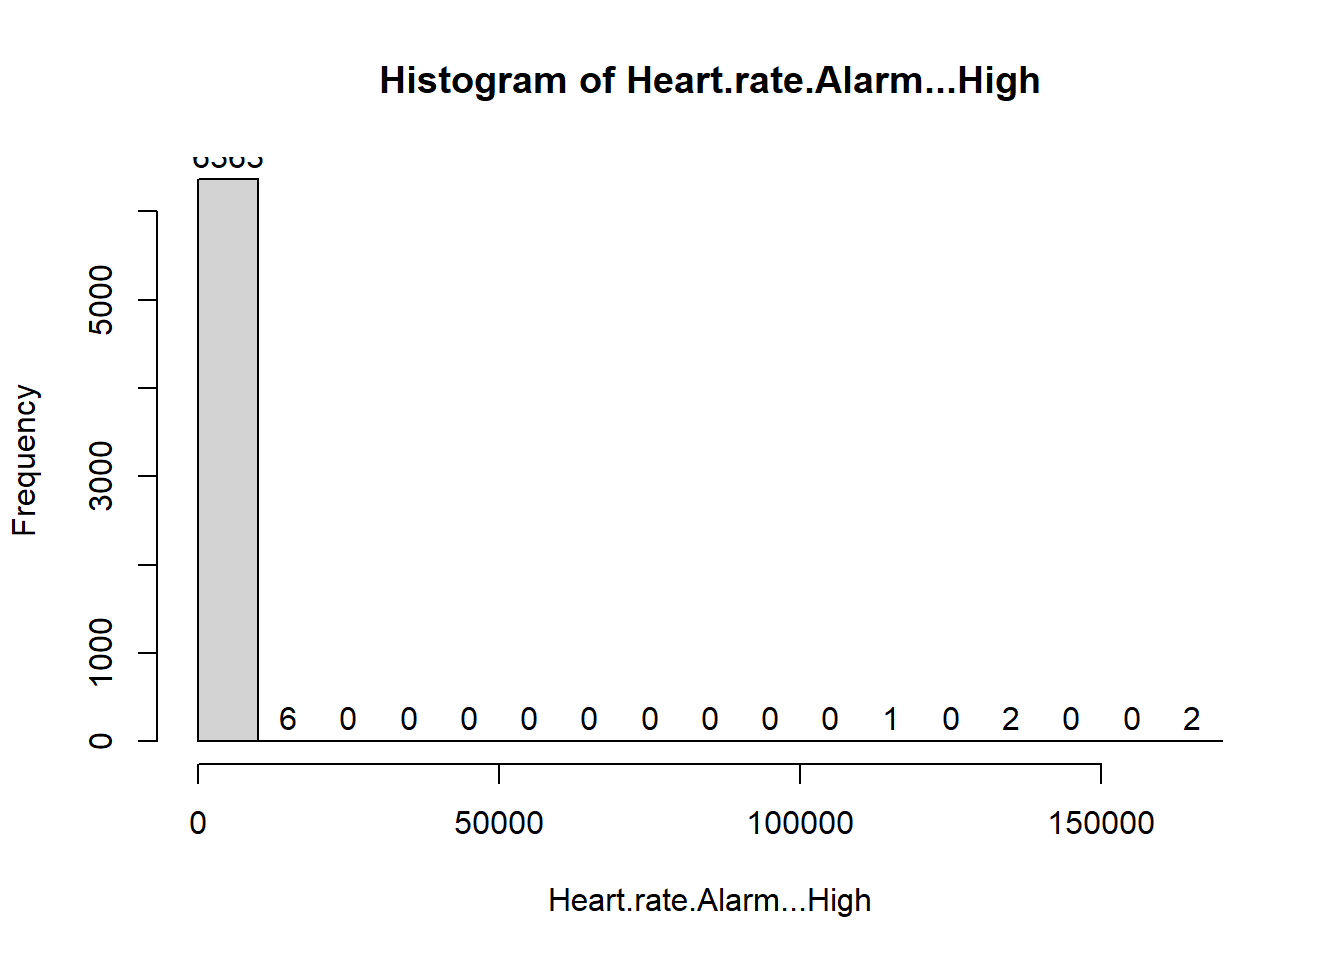 Histogram of Heart.rate.Alarm...High
Frequency
5000
3000
1000
0
6 0 0 0 0 0 0 0 0 0 1 0 2 0 0 2
0 50000 100000 150000
Heart.rate.Alarm...High